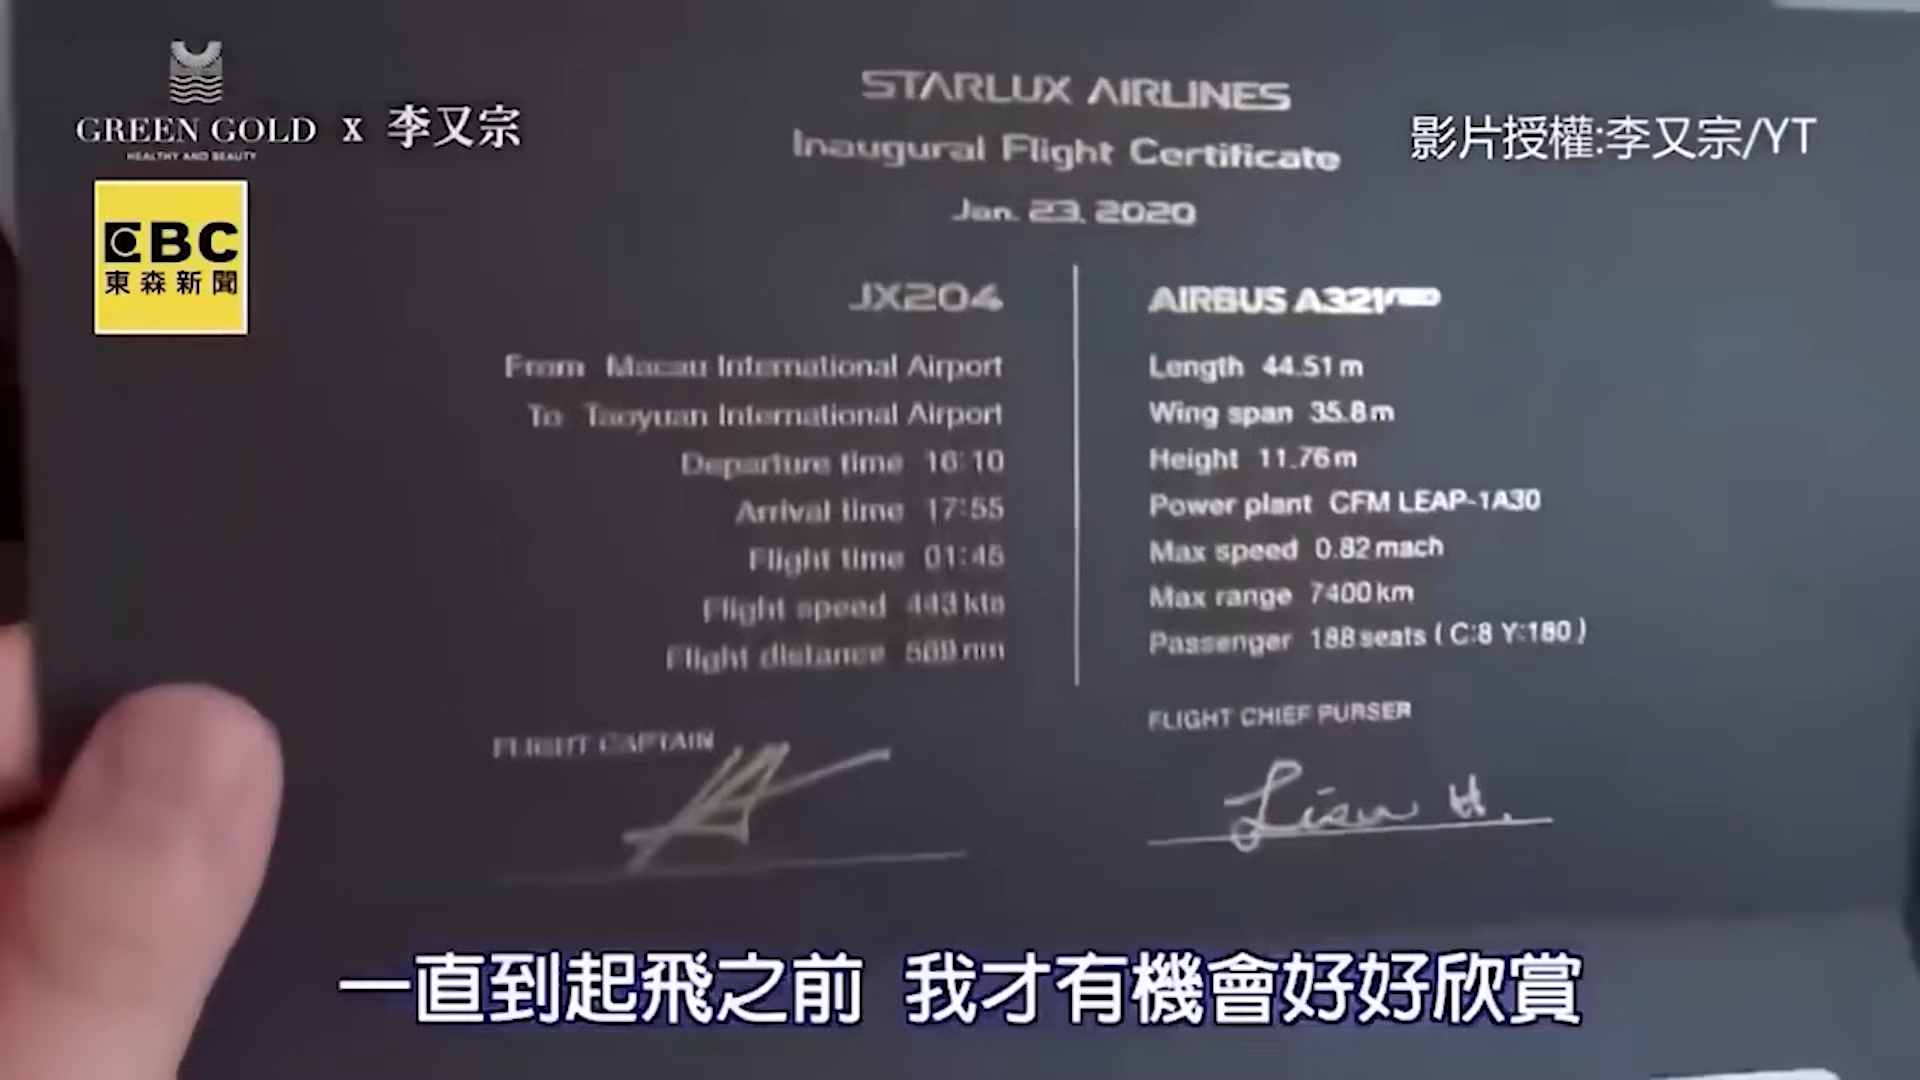 GREEN GOLD x 李又宗
HEALTHY AND BEAUTY
EBC
東森新聞
影片授權:李又宗/YT
STARLUX AIRLINES
Inaugural Flight Certificate
Jan. 23. 2020
JX204
From Macau International Airport
To Taoyuan International Airport
Departure time 16:10
Arrival time 17:55
Flight time 01:45
Flight speed 443 kts
Flight distance 569 nm
FLIGHT CAPTAIN
AIRBUS A321neo
Length 44.51 m
Wing span 35.8 m
Height 11.76 m
Power plant CFM LEAP-1A30
Max speed 0.82 mach
Max range 7400 km
Passenger 188 seats ( C:8 Y:180 )
FLIGHT CHIEF PURSER
Lisa H.
一直到起飛之前 我才有機會好好欣賞